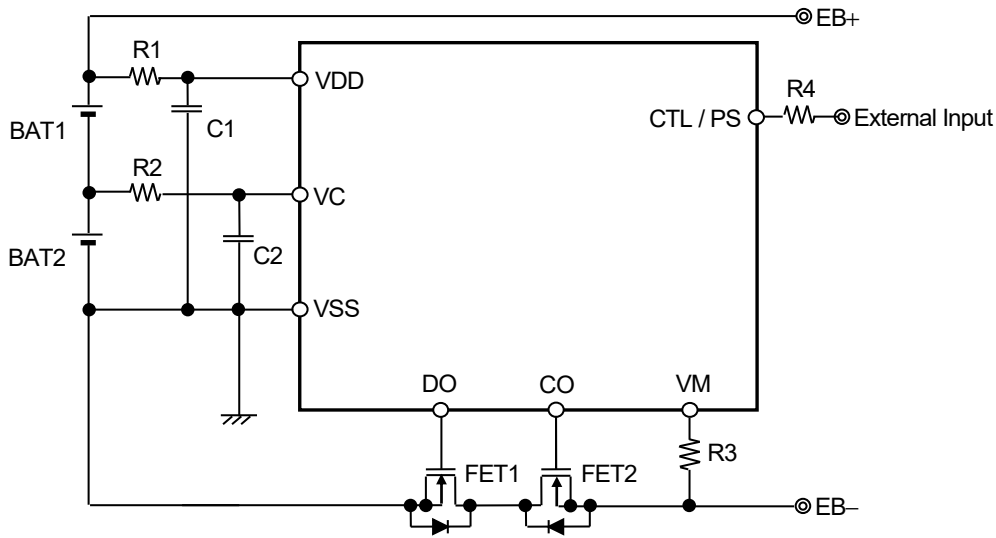 EB+
R1
VDD
R4
C1
CTL / PS
External Input
BAT1
R2
VC
C2
BAT2
VSS
DO
CO
VM
R3
FET1
FET2
EB−